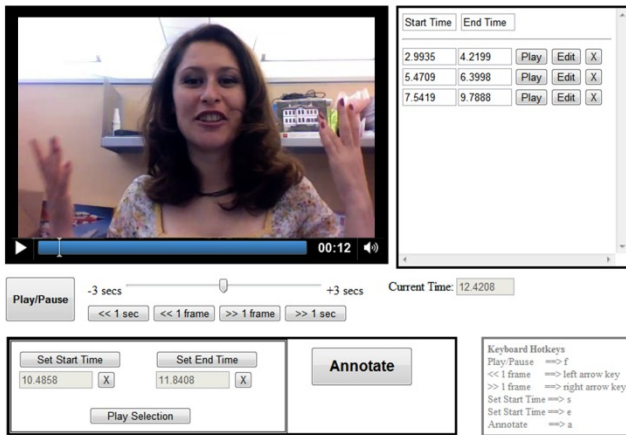 Start Time End Time
2.9935 4.2199 Play Edit X
5.4709 6.3998 Play Edit X
7.5419 9.7888 Play Edit X
00:12
Play/Pause
-3 secs +3 secs
<< 1 sec << 1 frame >> 1 frame >> 1 sec
Current Time: 12.4208
Set Start Time Set End Time
10.4858 X 11.8408 X
Play Selection
Annotate
Keyboard Hotkeys
Play/Pause ==> f
<< 1 frame ==> left arrow key
>> 1 frame ==> right arrow key
Set Start Time ==> s
Set Start Time ==> e
Annotate ==> a